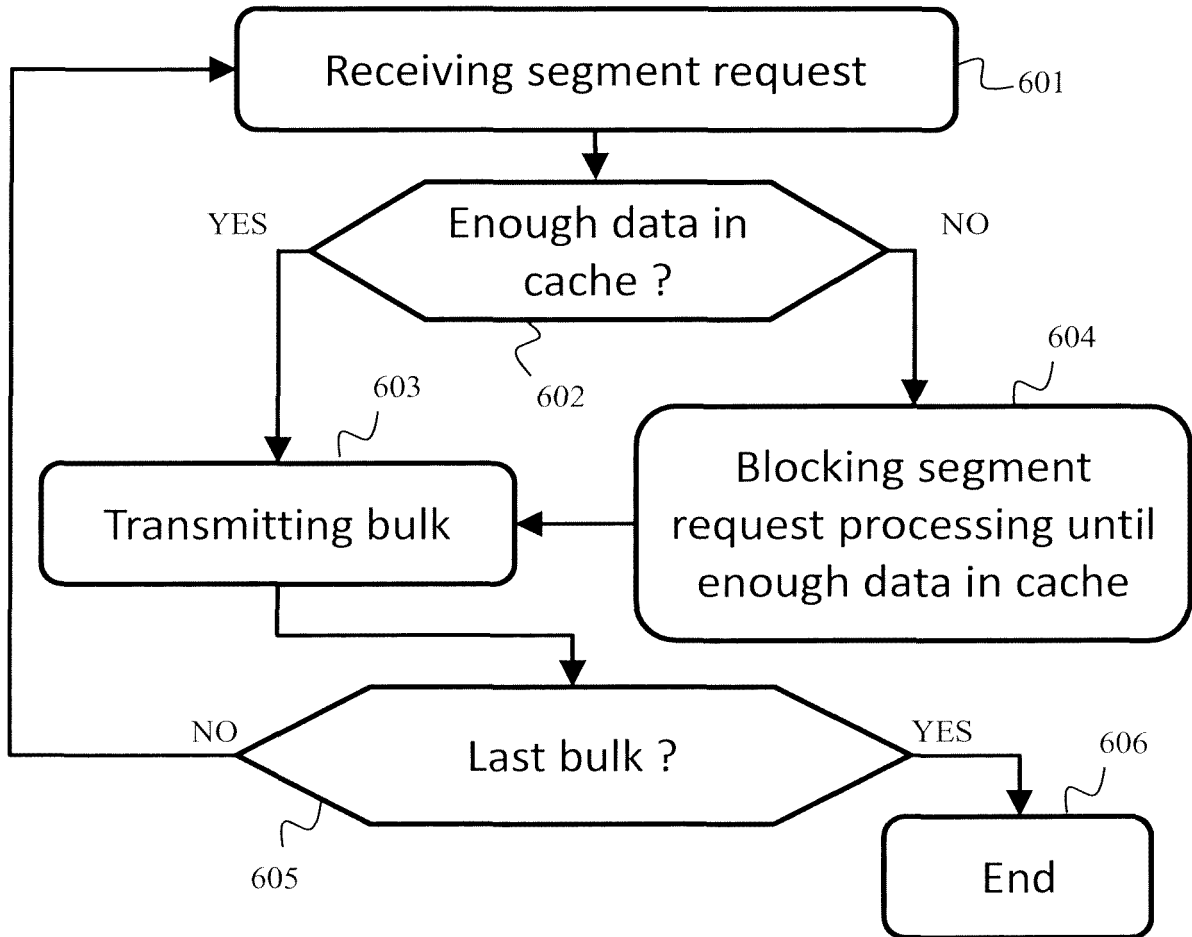 Receiving segment request
601
YES
Enough data in
cache ?
NO
602
603
604
Transmitting bulk
Blocking segment
request processing until
enough data in cache
NO
Last bulk ?
YES
605
606
End